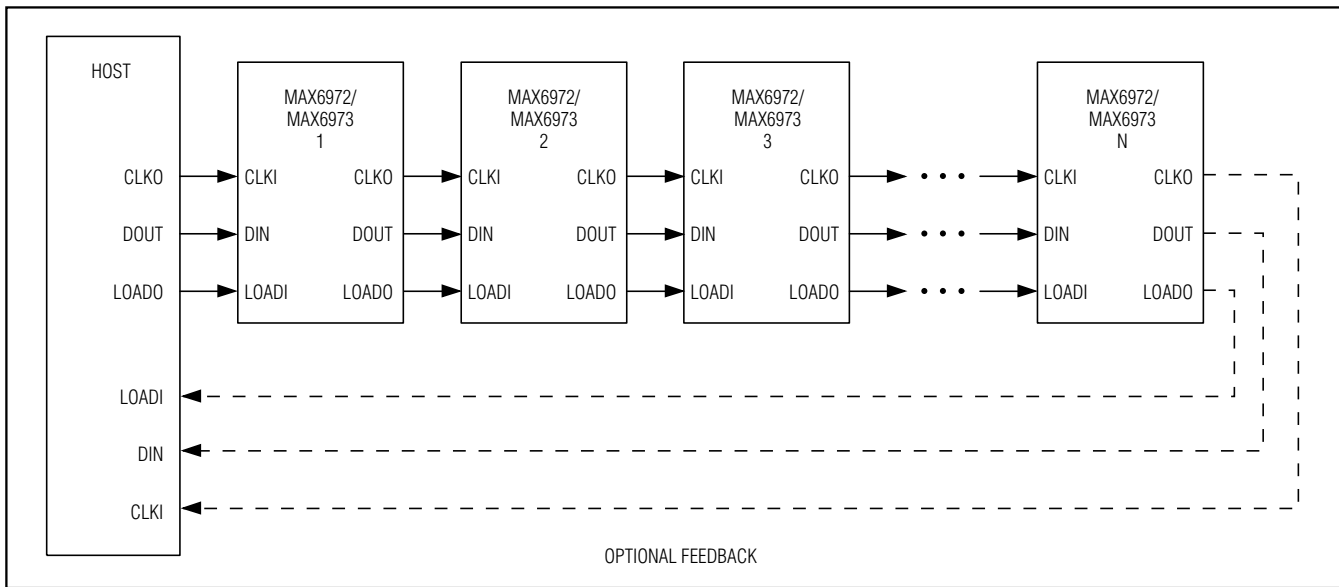 HOST
CLKO
DOUT
LOADO
LOADI
DIN
CLKI
MAX6972/
MAX6973
1
CLKI CLKO
DIN DOUT
LOADI LOADO
MAX6972/
MAX6973
2
CLKI CLKO
DIN DOUT
LOADI LOADO
MAX6972/
MAX6973
3
CLKI CLKO
DIN DOUT
LOADI LOADO
MAX6972/
MAX6973
N
CLKI CLKO
DIN DOUT
LOADI LOADO
OPTIONAL FEEDBACK